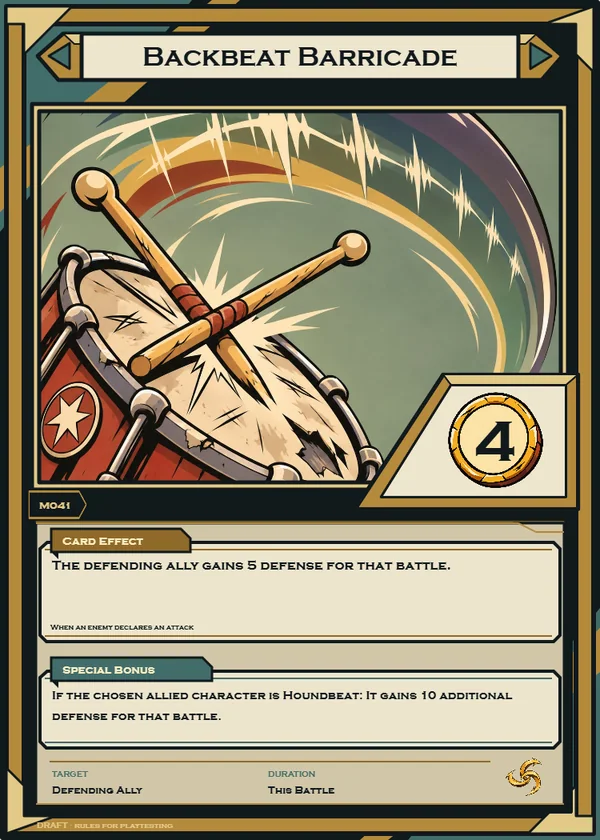 Backbeat Barricade
4
M041
Card Effect
The defending ally gains 5 defense for that battle.
When an enemy declares an attack
Special Bonus
If the chosen allied character is Houndbeat: It gains 10 additional
defense for that battle.
Target
Duration
Defending Ally
This Battle
DRAFT · Rules for playtesting